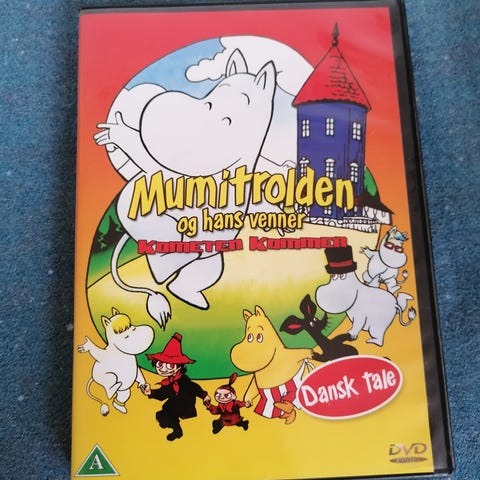 Mumitrolden
og hans venner
KOMETEN KOMMER
Dansk tale
A
DVD